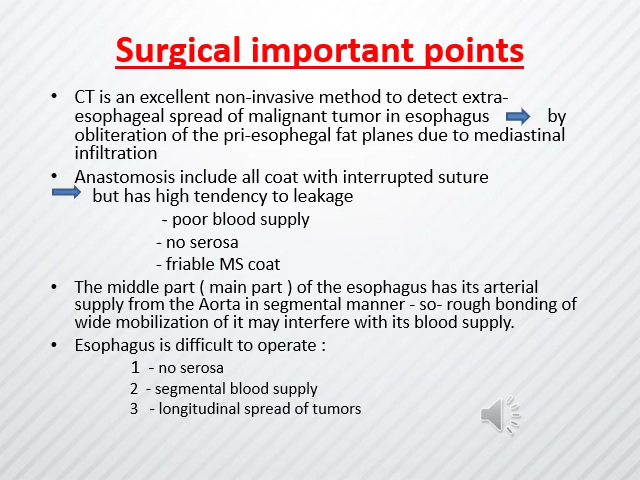 Surgical important points
• CT is an excellent non-invasive method to detect extra-
esophageal spread of malignant tumor in esophagus by
obliteration of the pri-esophegal fat planes due to mediastinal
infiltration
• Anastomosis include all coat with interrupted suture
but has high tendency to leakage
- poor blood supply
- no serosa
- friable MS coat
• The middle part ( main part ) of the esophagus has its arterial
supply from the Aorta in segmental manner - so- rough bonding of
wide mobilization of it may interfere with its blood supply.
• Esophagus is difficult to operate :
1 - no serosa
2 - segmental blood supply
3 - longitudinal spread of tumors